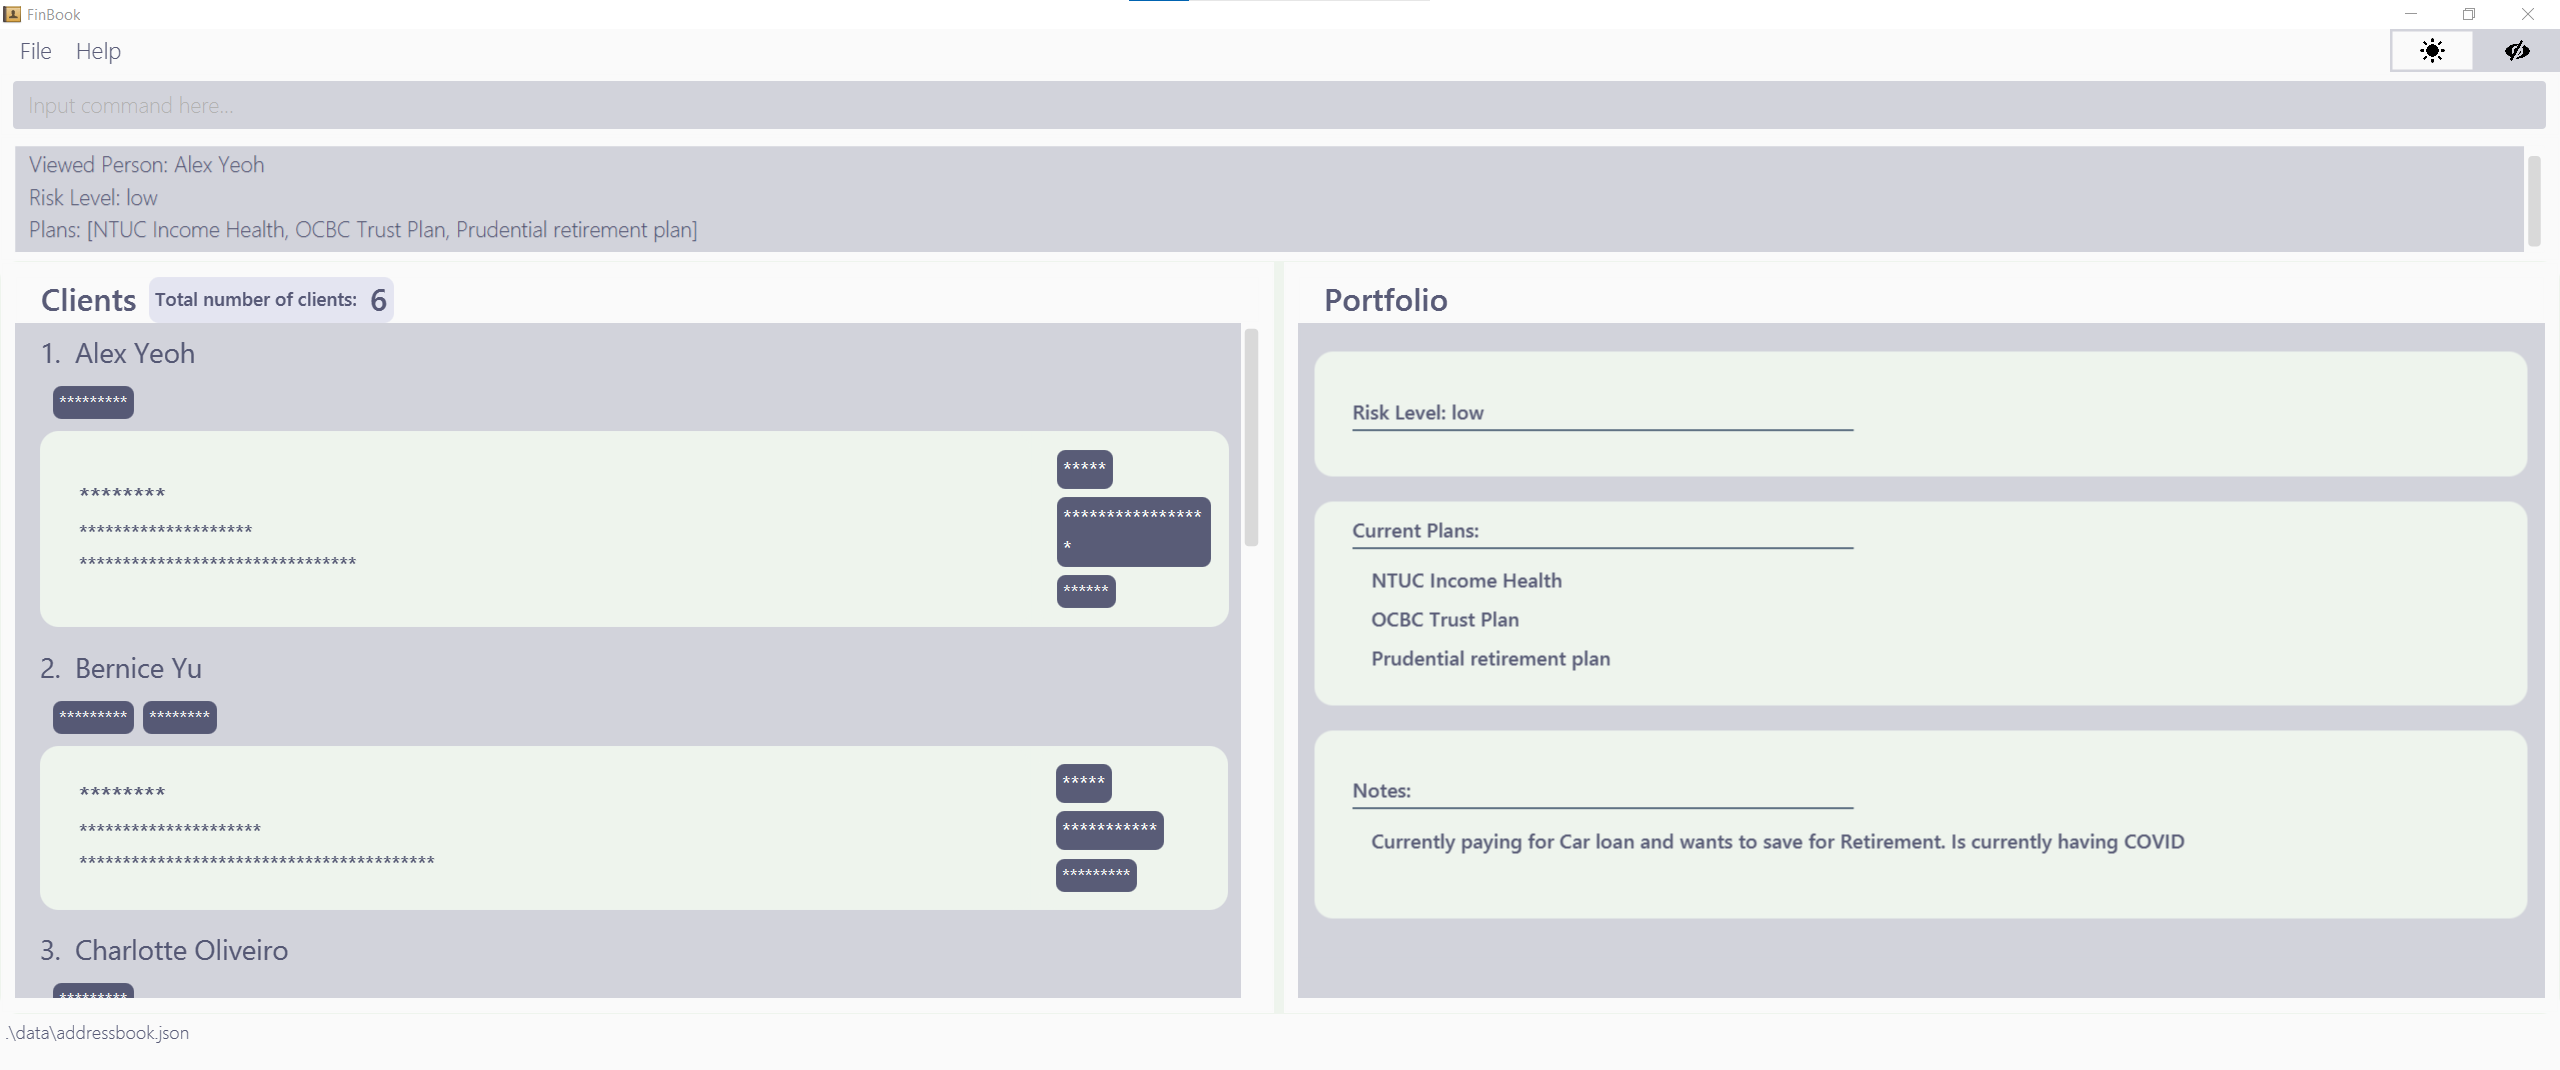 FinBook
File Help
Input command here...
Viewed Person: Alex Yeoh
Risk Level: low
Plans: [NTUC Income Health, OCBC Trust Plan, Prudential retirement plan]
Clients Total number of clients: 6
1. Alex Yeoh
*********
********
********************
********************************
*****
****************
*
******
2. Bernice Yu
********* ********
********
*********************
*****************************************
*****
***********
*********
3. Charlotte Oliveiro
*********
Portfolio
Risk Level: low
Current Plans:
NTUC Income Health
OCBC Trust Plan
Prudential retirement plan
Notes:
Currently paying for Car loan and wants to save for Retirement. Is currently having COVID
.\data\addressbook.json